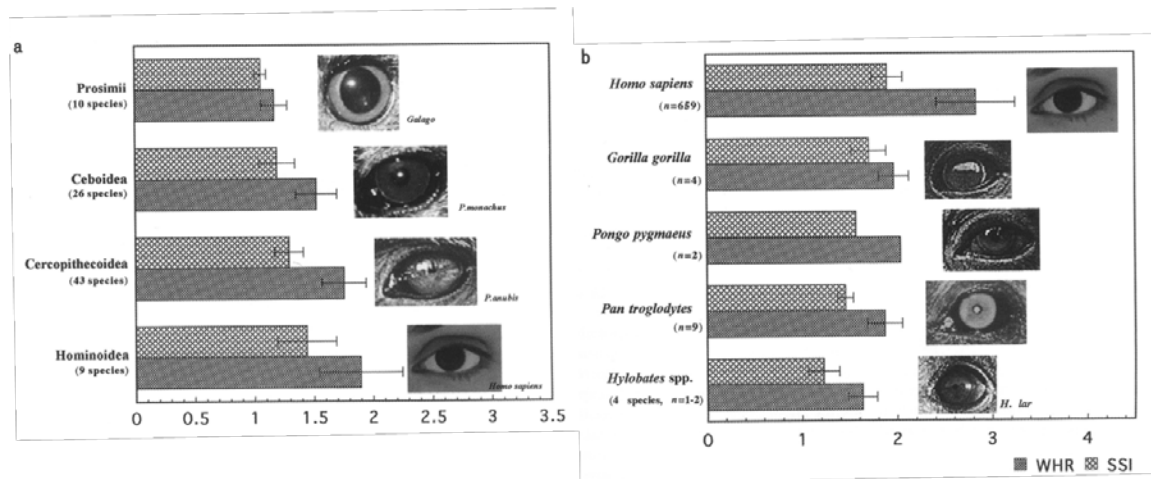 a
Prosimii
(10 species)
Galago
Ceboidea
(26 species)
P.monachus
Cercopithecoidea
(43 species)
P.anubis
Hominoidea
(9 species)
Homo sapiens
0 0.5 1 1.5 2 2.5 3 3.5
b
Homo sapiens
(n=659)
Gorilla gorilla
(n=4)
Pongo pygmaeus
(n=2)
Pan troglodytes
(n=9)
Hylobates spp.
(4 species, n=1-2)
H. lar
0 1 2 3 4
WHR SSI